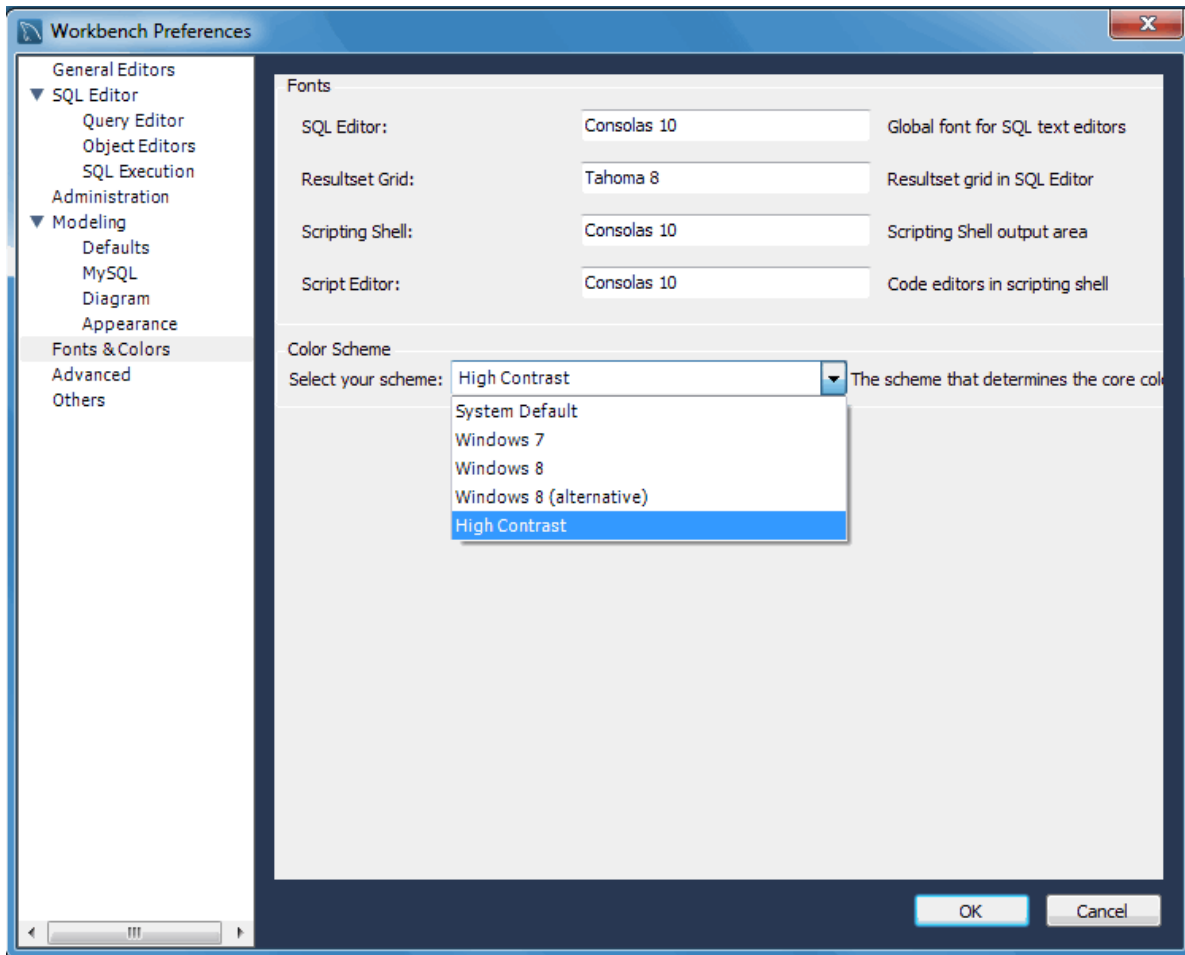 Workbench Preferences
General Editors
SQL Editor
Query Editor
Object Editors
SQL Execution
Administration
Modeling
Defaults
MySQL
Diagram
Appearance
Fonts & Colors
Advanced
Others
Fonts
SQL Editor: Consolas 10 Global font for SQL text editors
Resultset Grid: Tahoma 8 Resultset grid in SQL Editor
Scripting Shell: Consolas 10 Scripting Shell output area
Script Editor: Consolas 10 Code editors in scripting shell
Color Scheme
Select your scheme: High Contrast The scheme that determines the core col
System Default
Windows 7
Windows 8
Windows 8 (alternative)
High Contrast
OK Cancel